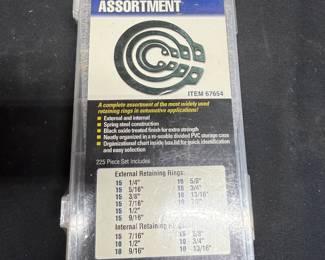 ASSORTMENT
ITEM 67654
A complete assortment of the most widely used
retaining rings in automotive applications!
External and internal
Spring steel construction
Black oxide treated finish for extra strength
Neatly organized in a re-usable divided PVC storage case
Organizational chart inside box lid for quick identification
and easy selection
225 Piece Set Includes
External Retaining Rings:
15 1/4" 15 5/8"
15 5/16" 15 3/4"
15 3/8" 10 13/16"
15 7/16"
15 1/2"
15 9/16"
Internal Retaining
15 7/16" 5/8"
10 1/2" 10 3/4"
10 9/16" 10 13/16"